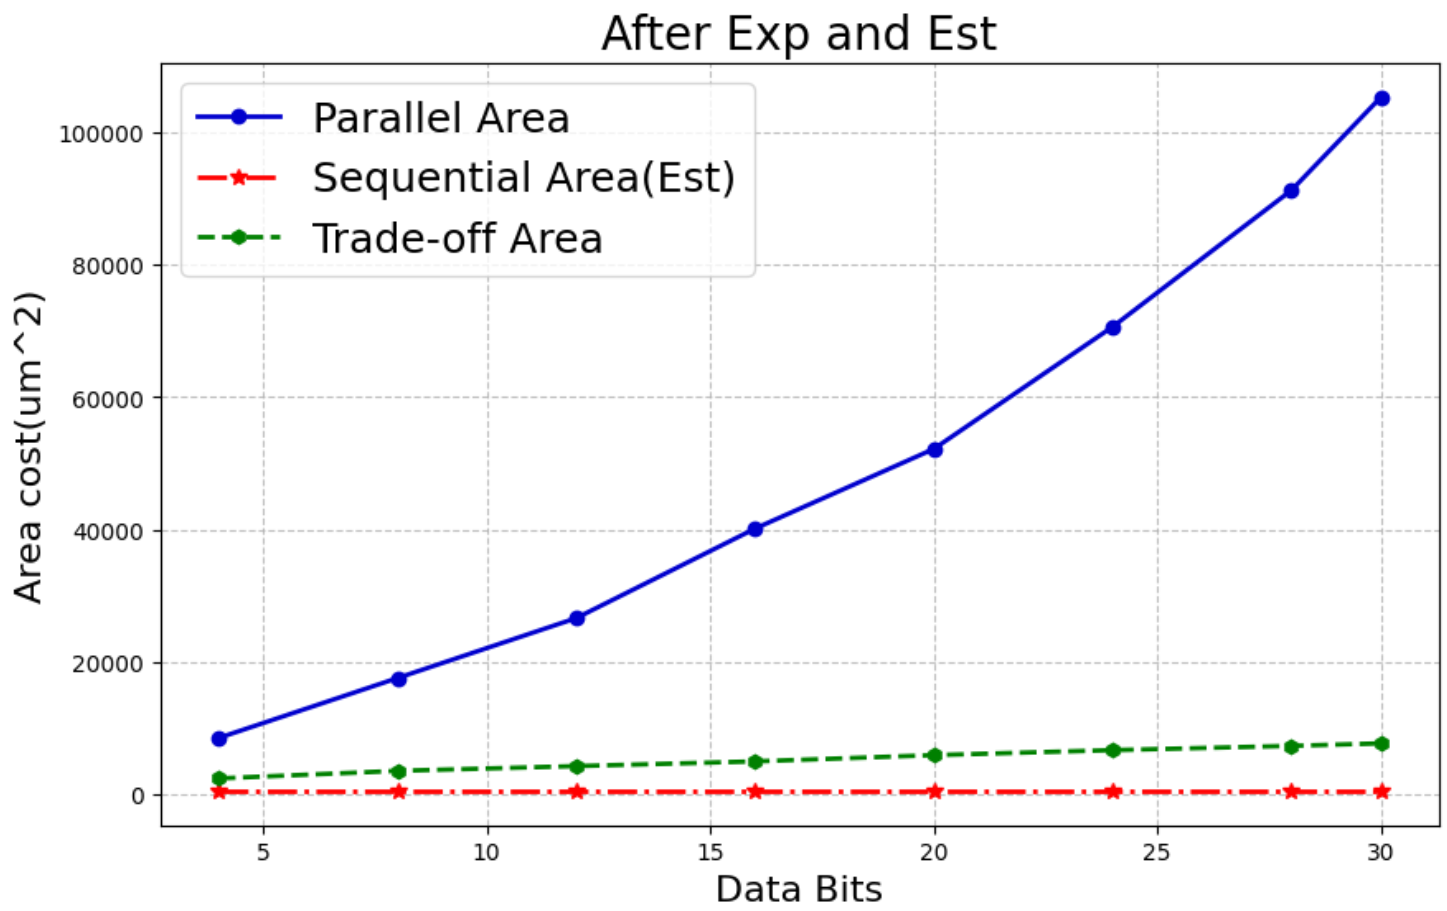 After Exp and Est
Parallel Area
Sequential Area(Est)
Trade-off Area
Area cost(um^2)
100000
80000
60000
40000
20000
0
5 10 15 20 25 30
Data Bits